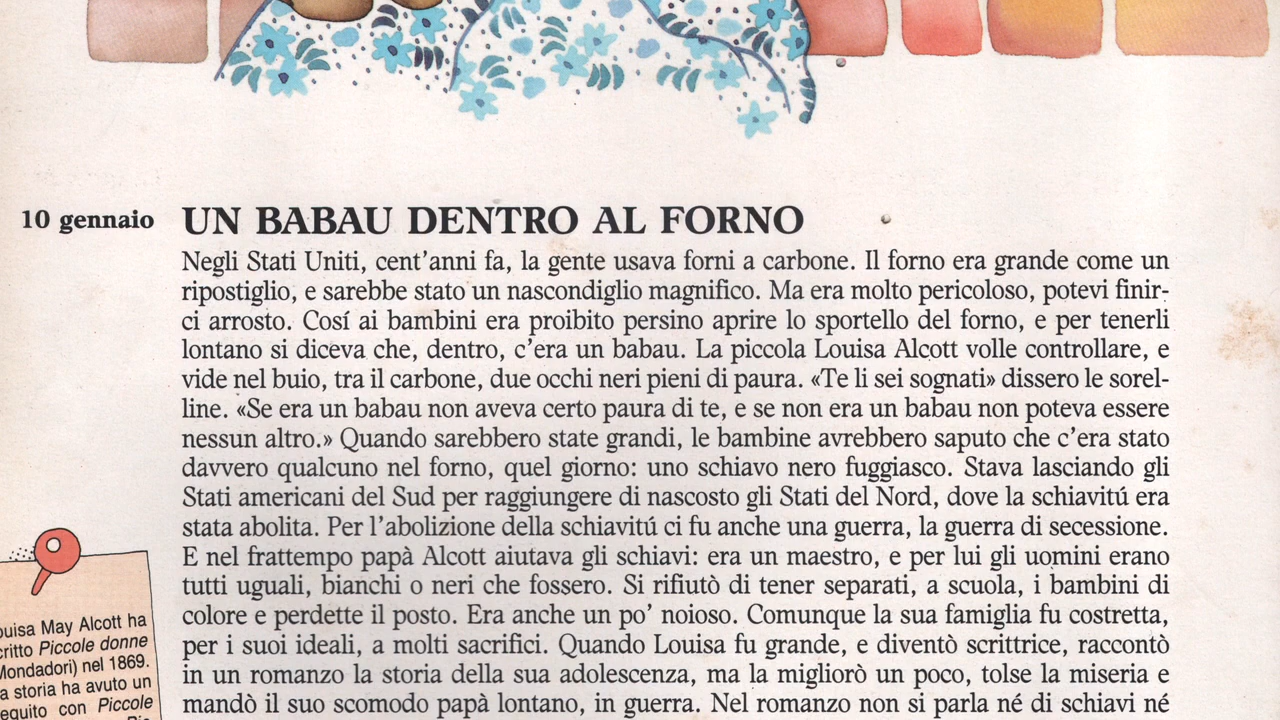 10 gennaio
UN BABAU DENTRO AL FORNO
Negli Stati Uniti, cent'anni fa, la gente usava forni a carbone. Il forno era grande come un
ripostiglio, e sarebbe stato un nascondiglio magnifico. Ma era molto pericoloso, potevi finir-
ci arrosto. Cosí ai bambini era proibito persino aprire lo sportello del forno, e per tenerli
lontano si diceva che, dentro, c'era un babau. La piccola Louisa Alcott volle controllare, e
vide nel buio, tra il carbone, due occhi neri pieni di paura. «Te li sei sognati» dissero le sorel-
line. «Se era un babau non aveva certo paura di te, e se non era un babau non poteva essere
nessun altro.» Quando sarebbero state grandi, le bambine avrebbero saputo che c'era stato
davvero qualcuno nel forno, quel giorno: uno schiavo nero fuggiasco. Stava lasciando gli
Stati americani del Sud per raggiungere di nascosto gli Stati del Nord, dove la schiavitú era
stata abolita. Per l'abolizione della schiavitú ci fu anche una guerra, la guerra di secessione.
E nel frattempo papà Alcott aiutava gli schiavi: era un maestro, e per lui gli uomini erano
tutti uguali, bianchi o neri che fossero. Si rifiutò di tener separati, a scuola, i bambini di
colore e perdette il posto. Era anche un po' noioso. Comunque la sua famiglia fu costretta,
per i suoi ideali, a molti sacrifici. Quando Louisa fu grande, e diventò scrittrice, raccontò
in un romanzo la storia della sua adolescenza, ma la migliorò un poco, tolse la miseria e
mandò il suo scomodo papà lontano, in guerra. Nel romanzo non si parla né di schiavi né
ouisa May Alcott ha
critto Piccole donne
Mondadori) nel 1869.
a storia ha avuto un
eguito con Piccole